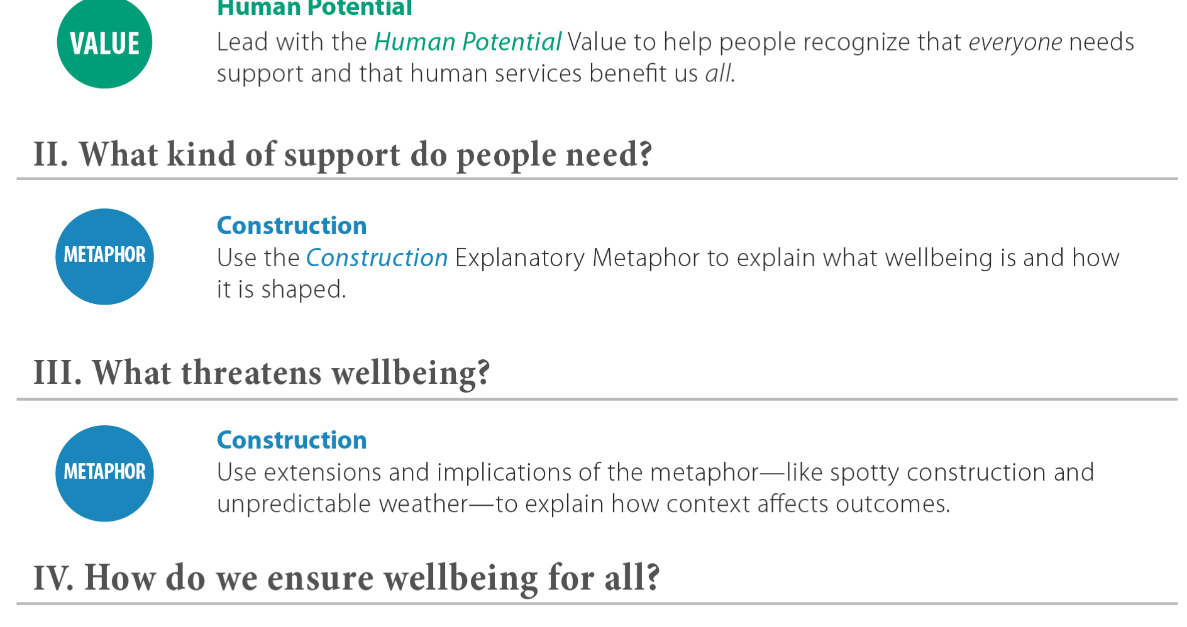 Human Potential
VALUE
Lead with the Human Potential Value to help people recognize that everyone needs
support and that human services benefit us all.
II. What kind of support do people need?
Construction
METAPHOR
Use the Construction Explanatory Metaphor to explain what wellbeing is and how
it is shaped.
III. What threatens wellbeing?
Construction
METAPHOR
Use extensions and implications of the metaphor—like spotty construction and
unpredictable weather—to explain how context affects outcomes.
IV. How do we ensure wellbeing for all?